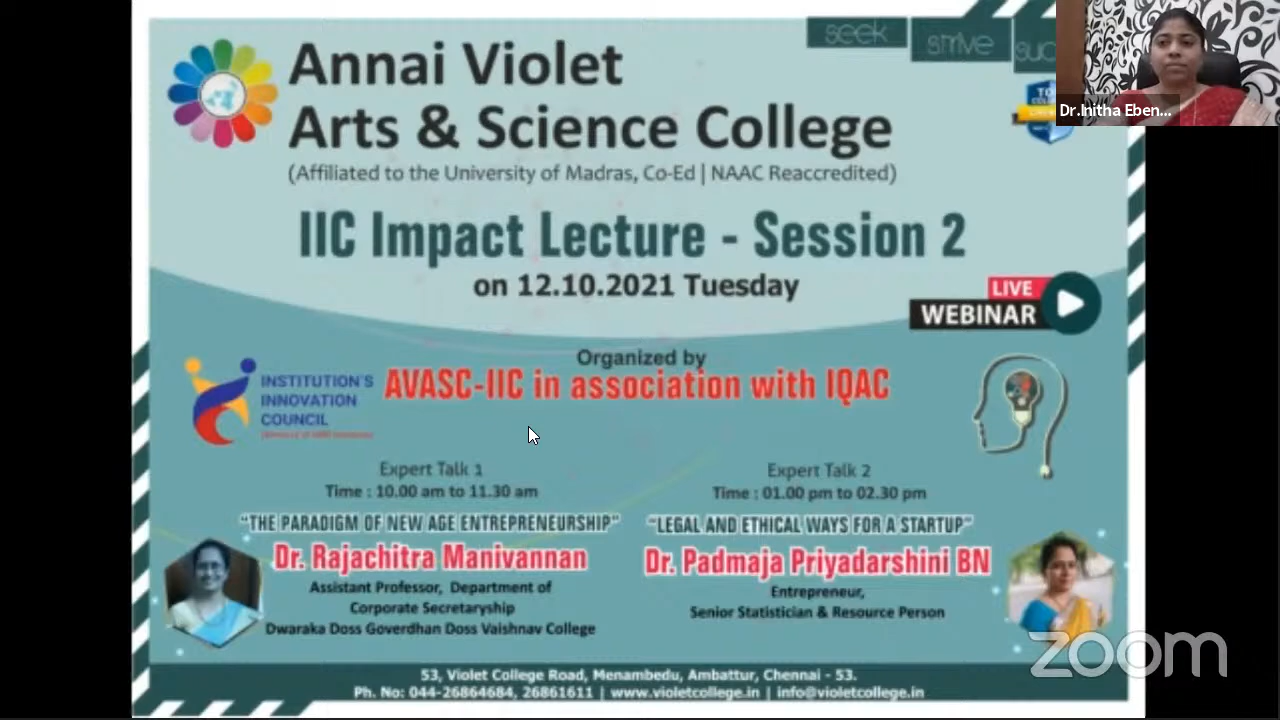 seek
strive
Dr.Initha Eben...
Annai Violet
Arts & Science College
(Affiliated to the University of Madras, Co-Ed | NAAC Reaccredited)
IIC Impact Lecture - Session 2
on 12.10.2021 Tuesday
LIVE
WEBINAR
Organized by
AVASC-IIC in association with IQAC
INSTITUTION'S
INNOVATION
COUNCIL
Expert Talk 1
Time : 10.00 am to 11.30 am
"THE PARADIGM OF NEW AGE ENTREPRENEURSHIP"
Dr. Rajachitra Manivannan
Assistant Professor, Department of
Corporate Secretaryship
Dwaraka Doss Goverdhan Doss Vaishnav College
Expert Talk 2
Time : 01.00 pm to 02.30 pm
"LEGAL AND ETHICAL WAYS FOR A STARTUP"
Dr. Padmaja Priyadarshini BN
Entrepreneur,
Senior Statistician & Resource Person
zoom
53, Violet College Road, Menambedu, Ambattur, Chennai - 53.
Ph. No: 044-26864684, 26861611 | www.violetcollege.in | info@violetcollege.in